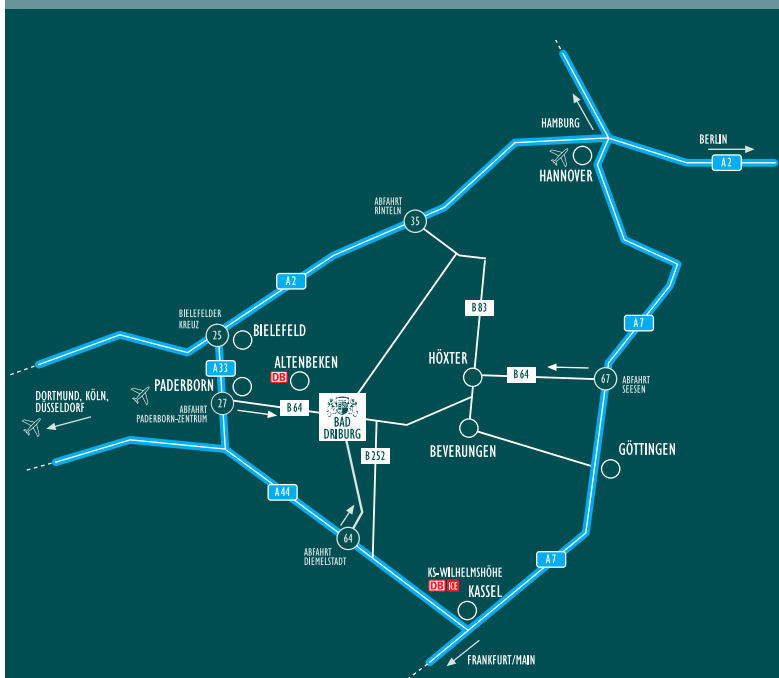 HAMBURG
BERLIN
A2
HANNOVER
ABFAHRT
RINTELN
35
A2
B83
BIELEFELDER
KREUZ
25
BIELEFELD
A7
A33
ALTENBEKEN
DB
HÖXTER
B64
67
ABFAHRT
SEESEN
PADERBORN
DORTMUND, KÖLN,
DÜSSELDORF
27
ABFAHRT
PADERBORN-ZENTRUM
B64
BAD
DRIBURG
BEVERUNGEN
GÖTTINGEN
B252
A44
64
ABFAHRT
DIEMELSTADT
A7
KS-WILHELMSHÖHE
DB ICE
KASSEL
FRANKFURT/MAIN